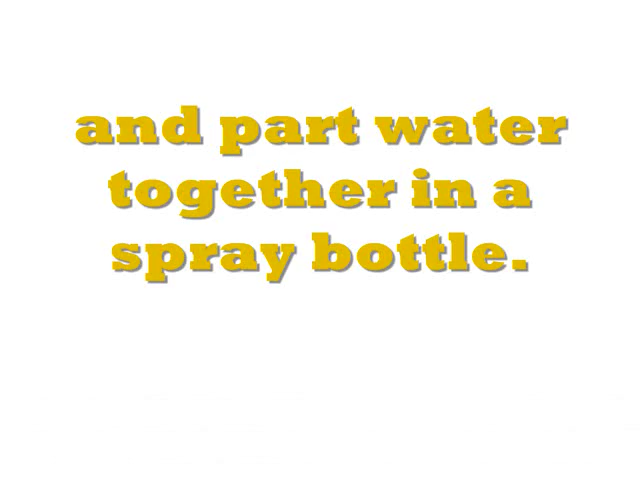 and part water
together in a
spray bottle.